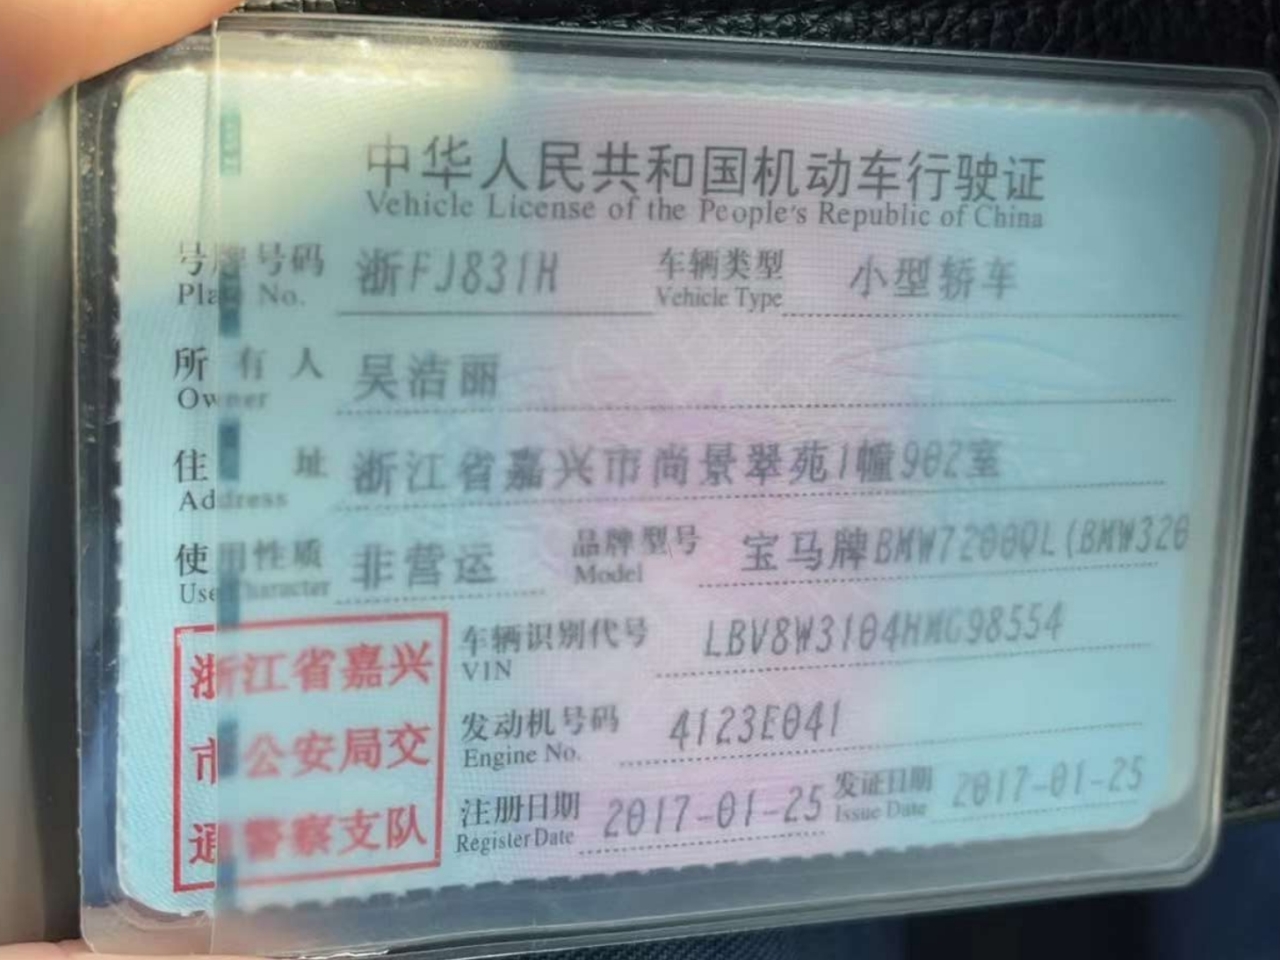 中华人民共和国机动车行驶证
Vehicle License of the People's Republic of China
号牌号码 浙FJ831H 车辆类型 小型轿车
Plate No. Vehicle Type
所有人 吴洁丽
Owner
住址 浙江省嘉兴市尚景翠苑1幢902室
Address
使用性质 非营运 品牌型号 宝马牌BMW7200QL(BMW320
Use Character Model
浙江省嘉兴
市公安局交
通警察支队
车辆识别代号 LBV8W3104HMG98554
VIN
发动机号码 4123E041
Engine No.
注册日期 2017-01-25 发证日期 2017-01-25
Register Date Issue Date